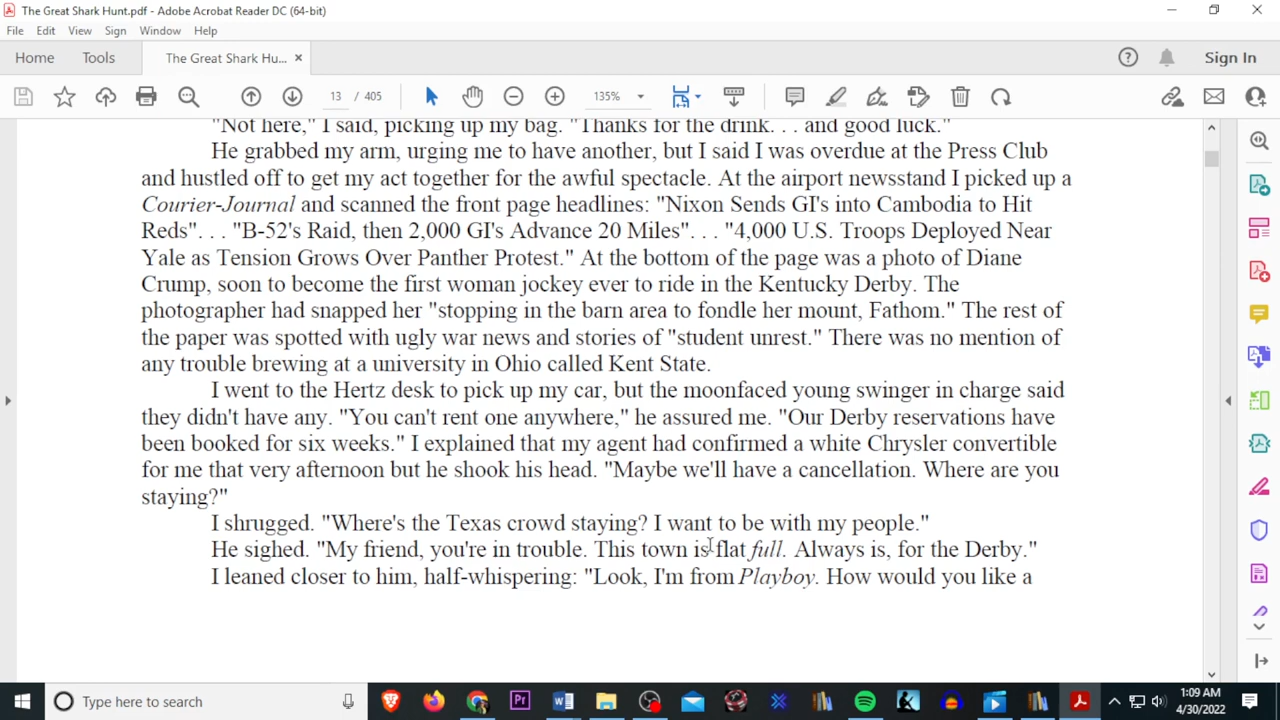 The Great Shark Hunt.pdf - Adobe Acrobat Reader DC (64-bit)
File Edit View Sign Window Help
Home Tools The Great Shark Hu... × Sign In
13 / 405 135%
"Not here," I said, picking up my bag. "Thanks for the drink. . . and good luck."
He grabbed my arm, urging me to have another, but I said I was overdue at the Press Club
and hustled off to get my act together for the awful spectacle. At the airport newsstand I picked up a
Courier-Journal and scanned the front page headlines: "Nixon Sends GI's into Cambodia to Hit
Reds". . . "B-52's Raid, then 2,000 GI's Advance 20 Miles". . . "4,000 U.S. Troops Deployed Near
Yale as Tension Grows Over Panther Protest." At the bottom of the page was a photo of Diane
Crump, soon to become the first woman jockey ever to ride in the Kentucky Derby. The
photographer had snapped her "stopping in the barn area to fondle her mount, Fathom." The rest of
the paper was spotted with ugly war news and stories of "student unrest." There was no mention of
any trouble brewing at a university in Ohio called Kent State.
I went to the Hertz desk to pick up my car, but the moonfaced young swinger in charge said
they didn't have any. "You can't rent one anywhere," he assured me. "Our Derby reservations have
been booked for six weeks." I explained that my agent had confirmed a white Chrysler convertible
for me that very afternoon but he shook his head. "Maybe we'll have a cancellation. Where are you
staying?"
I shrugged. "Where's the Texas crowd staying? I want to be with my people."
He sighed. "My friend, you're in trouble. This town is flat full. Always is, for the Derby."
I leaned closer to him, half-whispering: "Look, I'm from Playboy. How would you like a
Type here to search
1:09 AM
4/30/2022